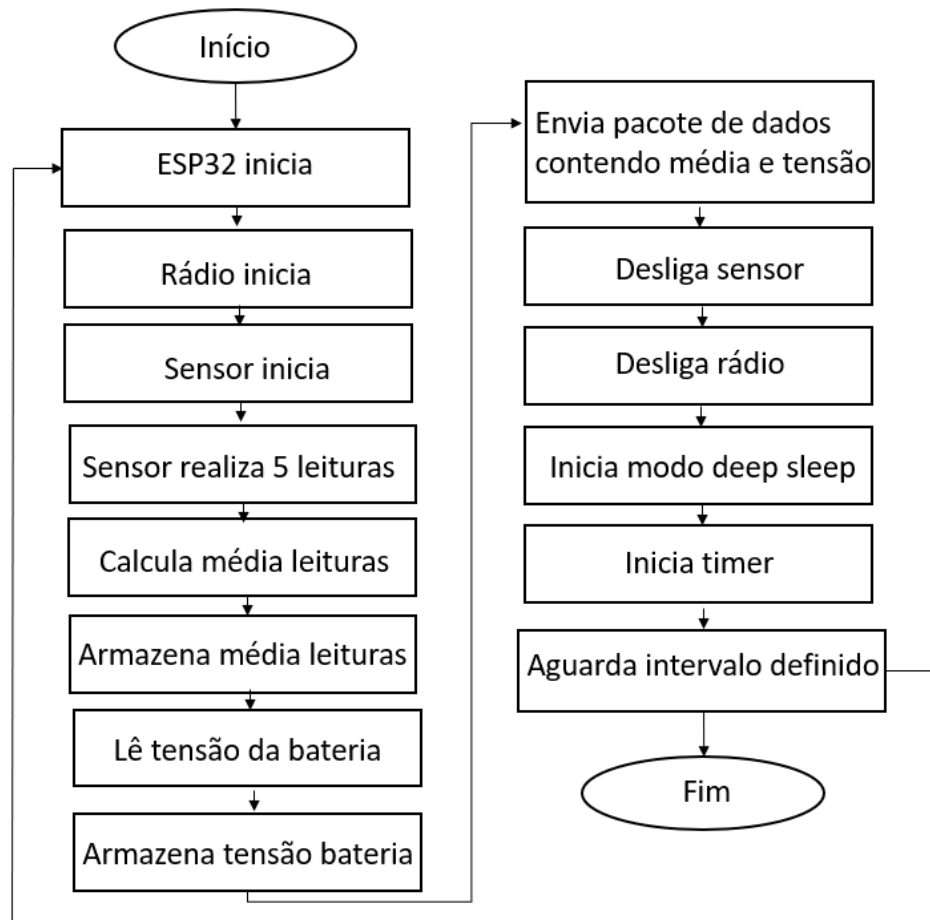 Início
ESP32 inicia
Rádio inicia
Sensor inicia
Sensor realiza 5 leituras
Calcula média leituras
Armazena média leituras
Lê tensão da bateria
Armazena tensão bateria
Envia pacote de dados
contendo média e tensão
Desliga sensor
Desliga rádio
Inicia modo deep sleep
Inicia timer
Aguarda intervalo definido
Fim